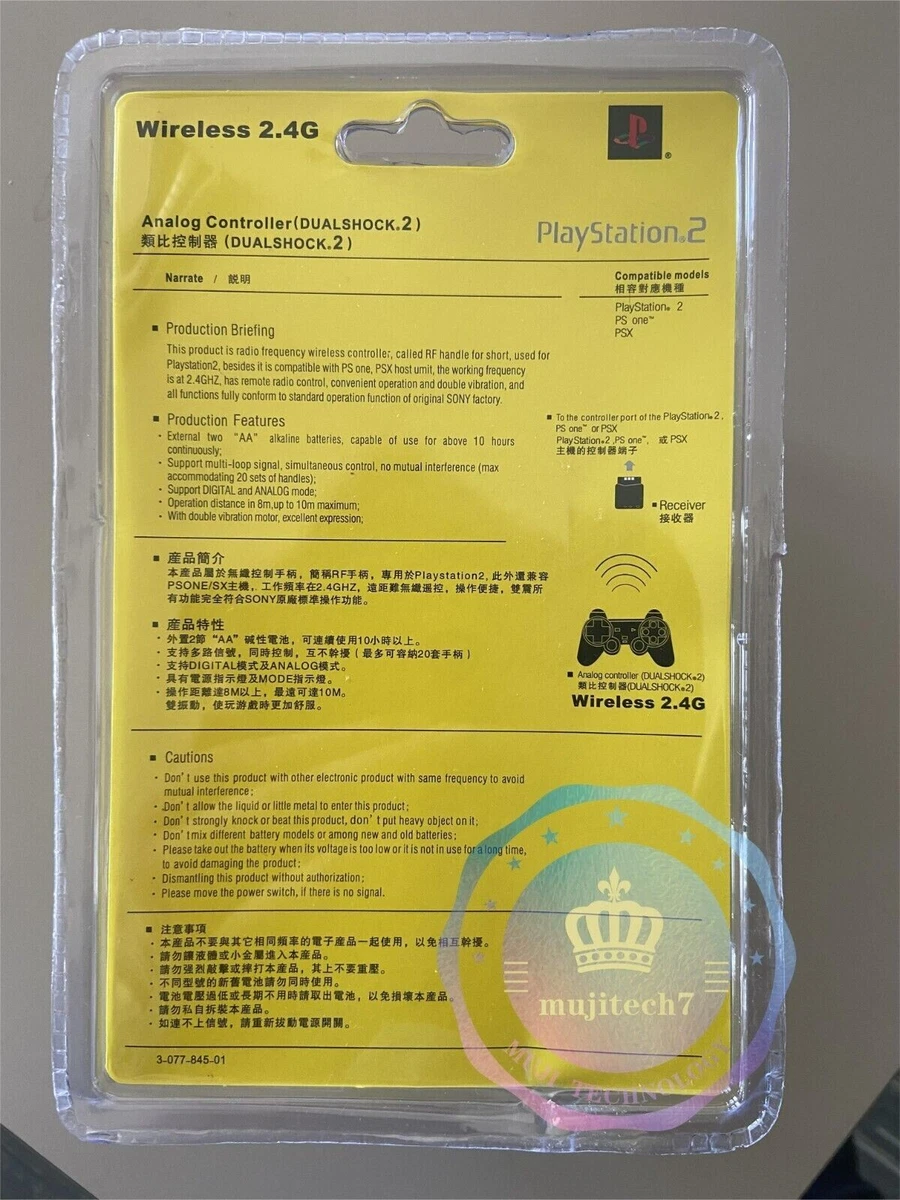 Wireless 2.4G
Analog Controller(DUALSHOCK®2)
類比控制器 (DUALSHOCK®2)
PlayStation®2
Narrate / 説明
Compatible models
相容對應機種
PlayStation® 2
PS one™
PSX
Production Briefing
This product is radio frequency wireless controller, called RF handle for short, used for
Playstation2, besides it is compatible with PS one, PSX host umit, the working frequency
is at 2.4GHZ, has remote radio control, convenient operation and double vibration, and
all functions fully conform to standard operation function of original SONY factory.
Production Features
· External two "AA" alkaline batteries, capable of use for above 10 hours
continuously;
· Support multi-loop signal, simultaneous control, no mutual interference (max
accommodating 20 sets of handles);
· Support DIGITAL and ANALOG mode;
· Operation distance in 8m,up to 10m maximum;
· With double vibration motor, excellent expression;
To the controller port of the PlayStation®2,
PS one™ or PSX
PlayStation®2 ,PS one™, 或 PSX
主機的控制器端子
Receiver
接收器
産品簡介
本産品屬於無纖控制手柄，簡稱RF手柄，專用於Playstation2, 此外還兼容
PSONE/SX主機，工作頻率在2.4GHZ，遠距難無纖遥控，操作便捷，雙震所
有功能完全符合SONY原廠標準操作功能。
産品特性
· 外置2節 "AA" 碱性電池，可連續使用10小時以上。
· 支持多路信號，同時控制，互不幹擾（最多可容納20套手柄）
· 支持DIGITAL模式及ANALOG模式。
· 具有電源指示燈及MODE指示燈。
· 操作距離達8M以上，最遠可達10M。
雙振動，使玩游戲時更加舒服。
Analog controller (DUALSHOCK®2)
類比控制器(DUALSHOCK®2)
Wireless 2.4G
Cautions
· Don't use this product with other electronic product with same frequency to avoid
mutual interference;
· Don't allow the liquid or little metal to enter this product;
· Don't strongly knock or beat this product, don't put heavy object on it;
· Don't mix different battery models or among new and old batteries;
· Please take out the battery when its voltage is too low or it is not in use for a long time,
to avoid damaging the product;
· Dismantling this product without authorization;
· Please move the power switch, if there is no signal.
注意事項
· 本産品不要與其它相同頻率的電子産品一起使用，以免相互幹擾。
· 請勿讓液體或小金屬進入本産品。
· 請勿强烈敲擊或摔打本産品，其上不要重壓。
· 不同型號的新舊電池請勿同時使用。
· 電池電壓過低或長期不用時請取出電池，以免損壞本産品。
· 請勿私自拆裝本産品。
· 如連不上信號，請重新拔動電源開關。
3-077-845-01
mujitech7
MUJI TECHNOLOGY